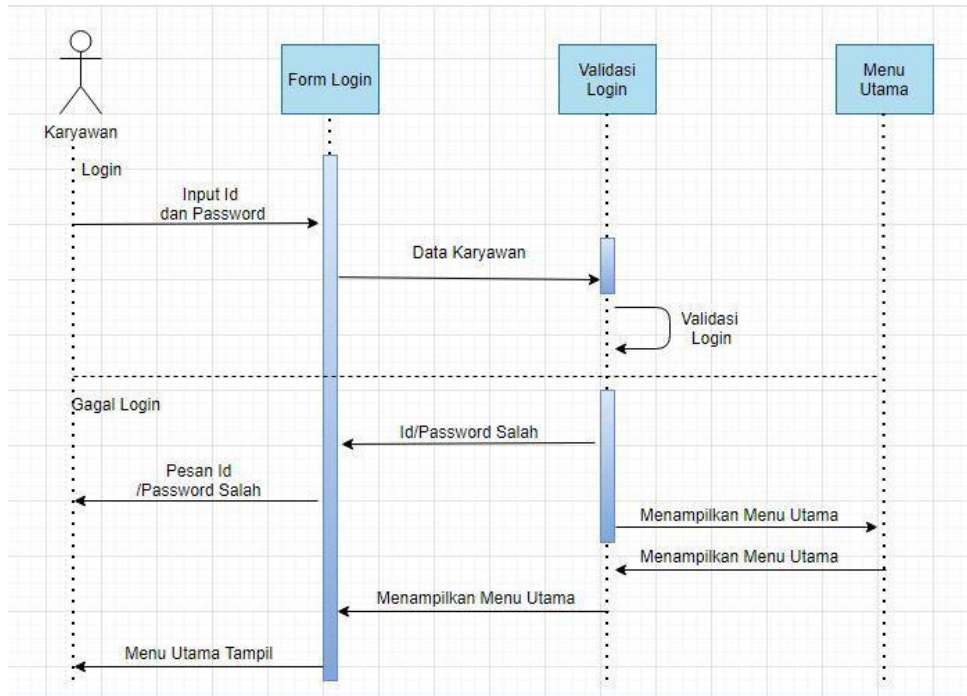 Form Login
Validasi
Login
Menu
Utama
Karyawan
Login
Input Id
dan Password
Data Karyawan
Validasi
Login
Gagal Login
Id/Password Salah
Pesan Id
/Password Salah
Menampilkan Menu Utama
Menampilkan Menu Utama
Menampilkan Menu Utama
Menu Utama Tampil